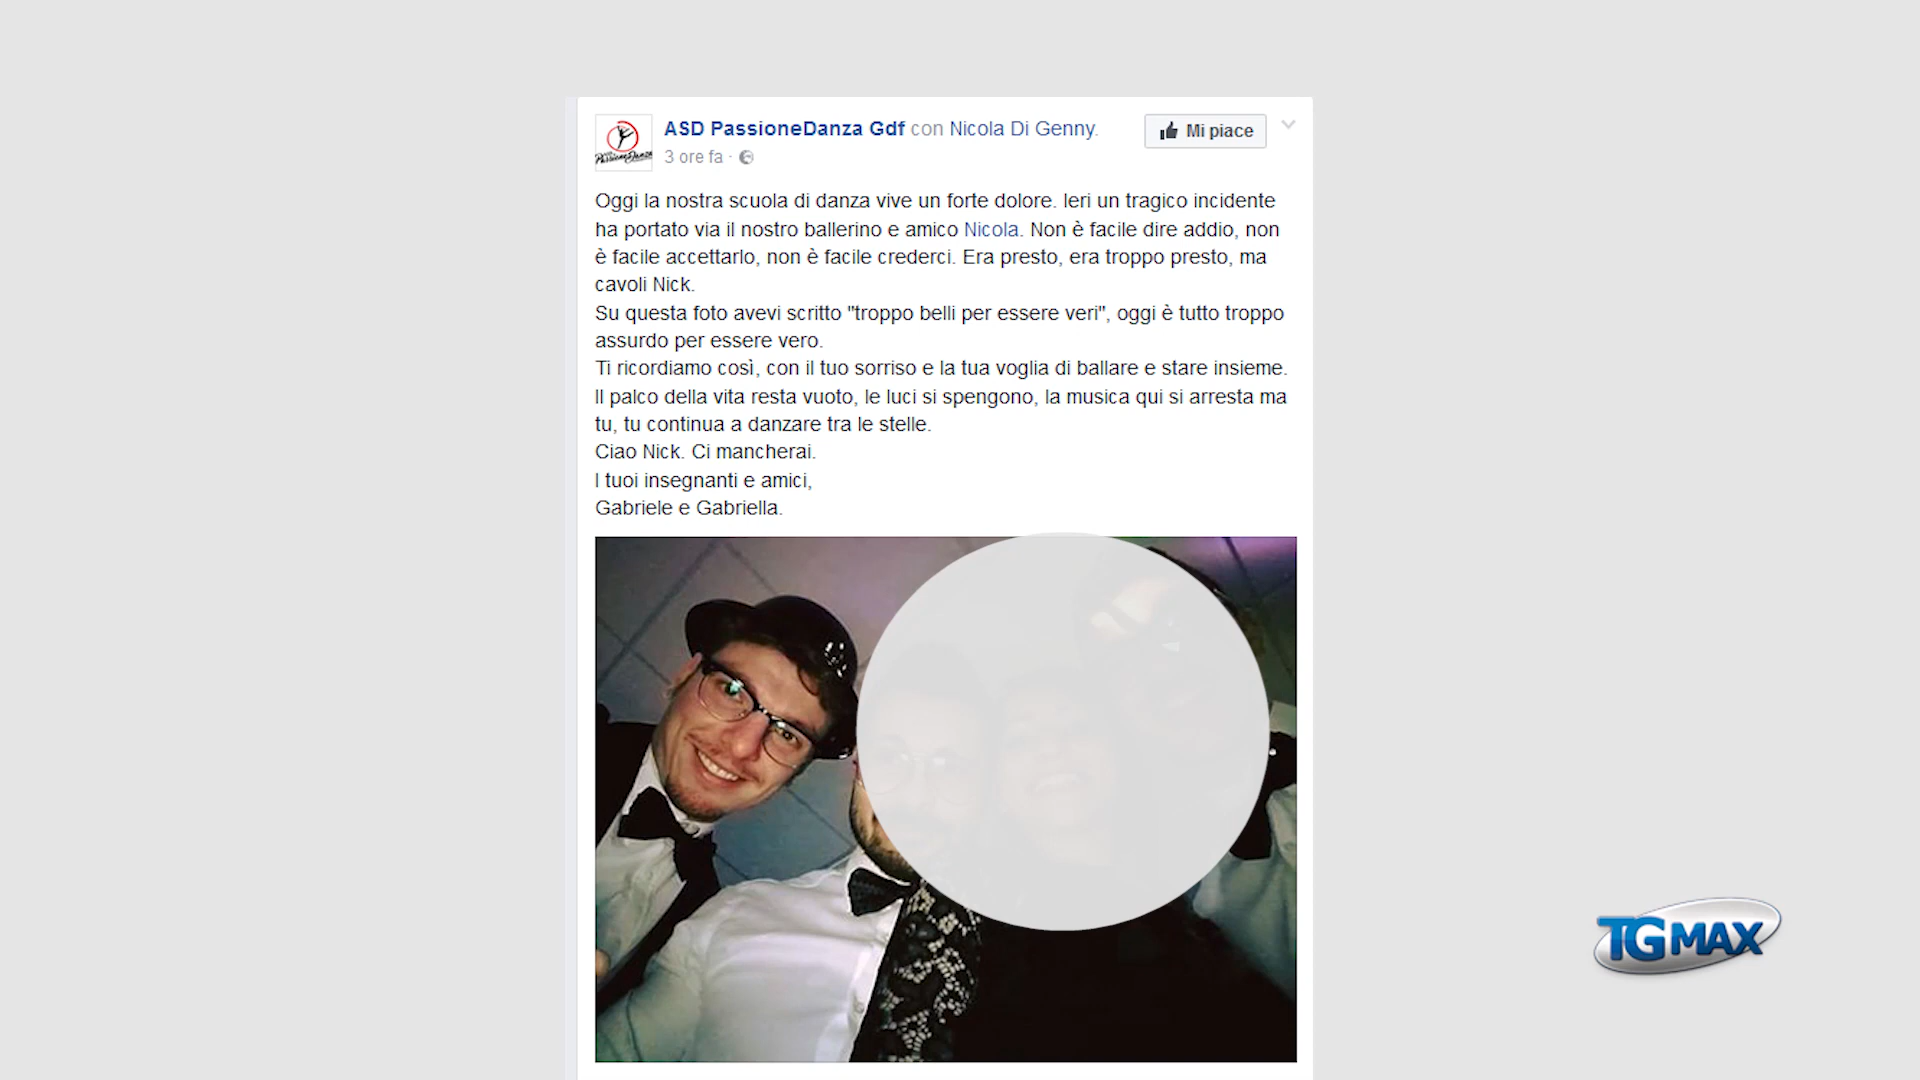 ASD PassioneDanza Gdf con Nicola Di Genny.
Mi piace
3 ore fa ·
PassioneDanza
Oggi la nostra scuola di danza vive un forte dolore. Ieri un tragico incidente
ha portato via il nostro ballerino e amico Nicola. Non è facile dire addio, non
è facile accettarlo, non è facile crederci. Era presto, era troppo presto, ma
cavoli Nick.
Su questa foto avevi scritto "troppo belli per essere veri", oggi è tutto troppo
assurdo per essere vero.
Ti ricordiamo così, con il tuo sorriso e la tua voglia di ballare e stare insieme.
Il palco della vita resta vuoto, le luci si spengono, la musica qui si arresta ma
tu, tu continua a danzare tra le stelle.
Ciao Nick. Ci mancherai.
I tuoi insegnanti e amici,
Gabriele e Gabriella.
TGMAX